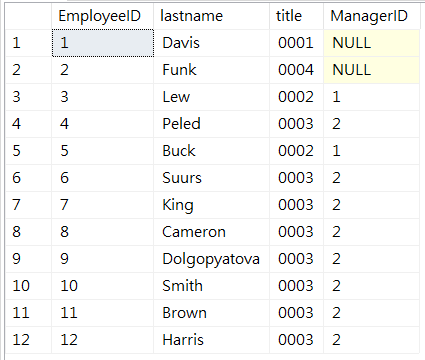 EmployeeID lastname title ManagerID
1 1 Davis 0001 NULL
2 2 Funk 0004 NULL
3 3 Lew 0002 1
4 4 Peled 0003 2
5 5 Buck 0002 1
6 6 Suurs 0003 2
7 7 King 0003 2
8 8 Cameron 0003 2
9 9 Dolgopyatova 0003 2
10 10 Smith 0003 2
11 11 Brown 0003 2
12 12 Harris 0003 2